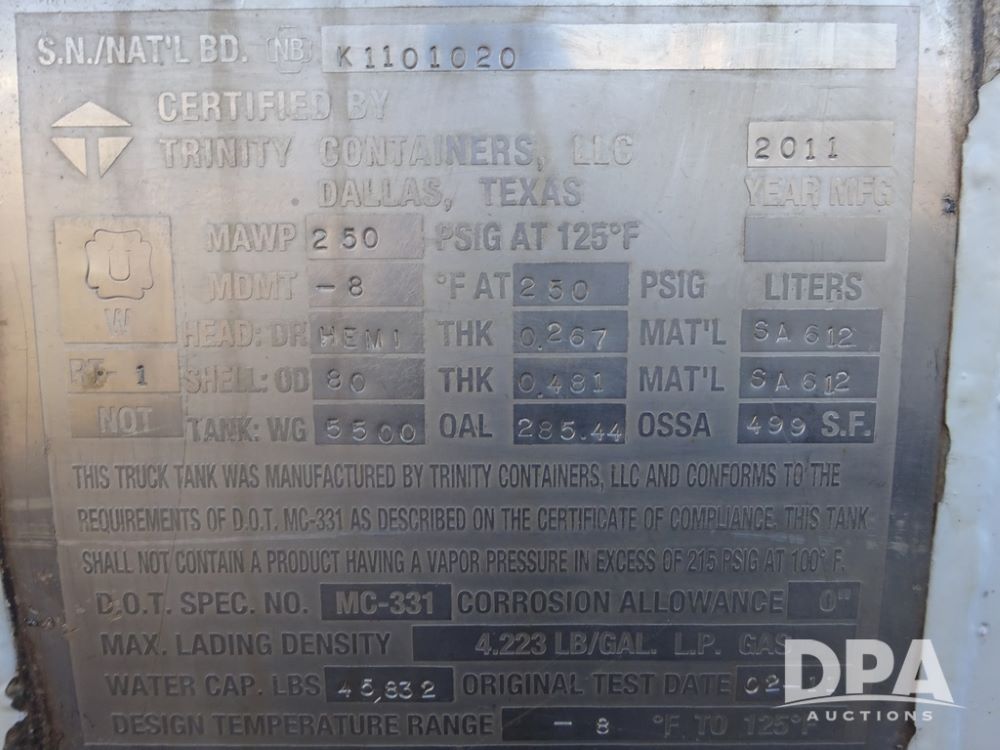 S.N./NAT'L BD. NB K1101020
CERTIFIED BY
TRINITY CONTAINERS, LLC 2011
DALLAS, TEXAS YEAR MFG
MAWP 250 PSIG AT 125°F
U
MDMT -8 °F AT 250 PSIG LITERS
W
HEAD: DR HEMI THK 0.267 MAT'L SA612
RT- 1 SHELL: OD 80 THK 0.481 MAT'L SA612
NOT TANK: WG 5500 OAL 285.44 OSSA 499 S.F.
THIS TRUCK TANK WAS MANUFACTURED BY TRINITY CONTAINERS, LLC AND CONFORMS TO THE
REQUIREMENTS OF D.O.T. MC-331 AS DESCRIBED ON THE CERTIFICATE OF COMPLIANCE. THIS TANK
SHALL NOT CONTAIN A PRODUCT HAVING A VAPOR PRESSURE IN EXCESS OF 215 PSIG AT 100° F.
D.O.T. SPEC. NO. MC-331 CORROSION ALLOWANCE 0"
MAX. LADING DENSITY 4.223 LB/GAL. L.P. GAS
WATER CAP. LBS 45,832 ORIGINAL TEST DATE
DESIGN TEMPERATURE RANGE -8 °F TO 125°F
DPA
AUCTIONS